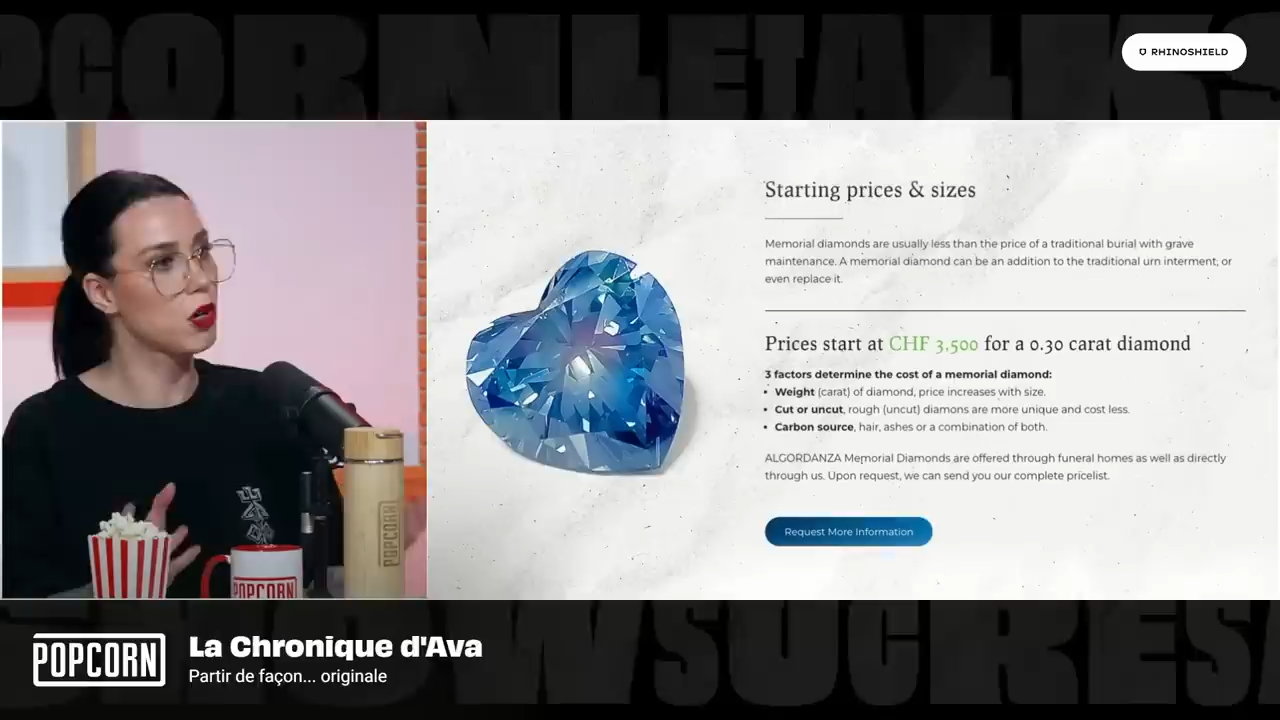 RHINOSHIELD
Starting prices & sizes
Memorial diamonds are usually less than the price of a traditional burial with grave
maintenance. A memorial diamond can be an addition to the traditional urn interment, or
even replace it.
Prices start at CHF 3,500 for a 0.30 carat diamond
3 factors determine the cost of a memorial diamond:
• Weight (carat) of diamond, price increases with size.
• Cut or uncut, rough (uncut) diamons are more unique and cost less.
• Carbon source, hair, ashes or a combination of both.
ALGORDANZA Memorial Diamonds are offered through funeral homes as well as directly
through us. Upon request, we can send you our complete pricelist.
Request More Information
POPCORN
POPCORN
POPCORN
La Chronique d'Ava
Partir de façon... originale